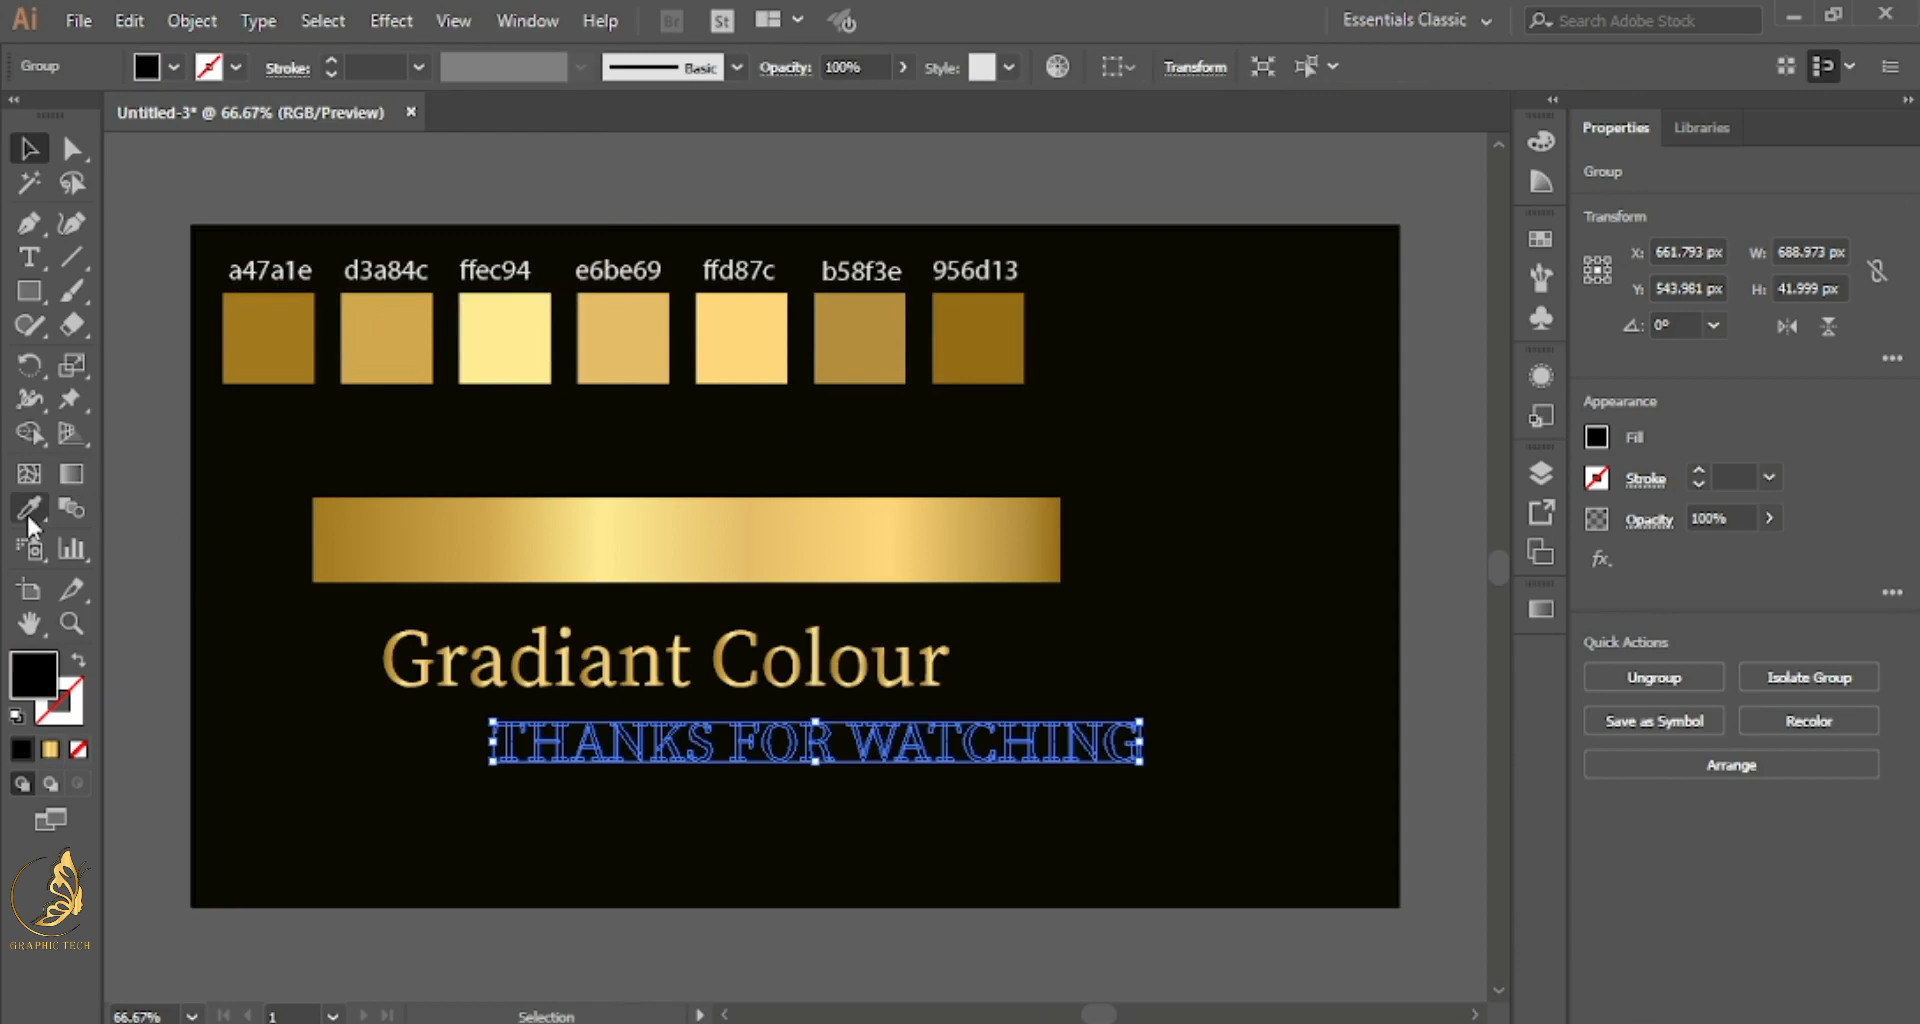 Ai File Edit Object Type Select Effect View Window Help Br St Essentials Classic Search Adobe Stock
Group Stroke: Basic Opacity: 100% Style: Transform
Untitled-3* @ 66.67% (RGB/Preview)
Properties Libraries
Group
Transform
X: 661.793 px W: 688.973 px
Y: 543.981 px H: 41.999 px
0°
Appearance
Fill
Stroke
Opacity 100%
fx.
Quick Actions
Ungroup Isolate Group
Save as Symbol Recolor
Arrange
a47a1e d3a84c ffec94 e6be69 ffd87c b58f3e 956d13
Gradiant Colour
THANKS FOR WATCHING
GRAPHIC TECH
66.67% 1 Selection